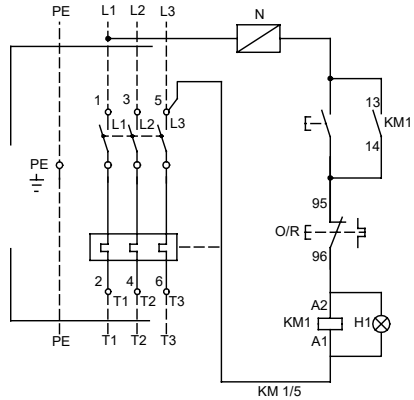 PE L1 L2 L3 N
1 3 5
L1 L2 L3
13
KM1
14
PE
95
O/R
96
2 4 6
T1 T2 T3
A2
KM1 H1
A1
PE T1 T2 T3
KM 1/5